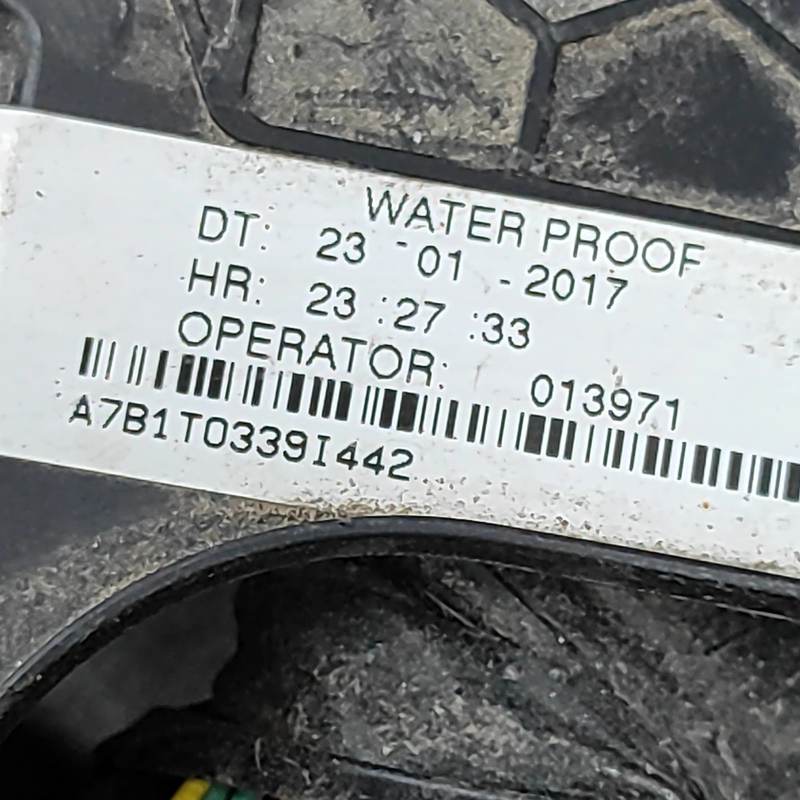 WATER PROOF
DT: 23 - 01 - 2017
HR: 23 :27 :33
OPERATOR: 013971
A7B1T0339I442